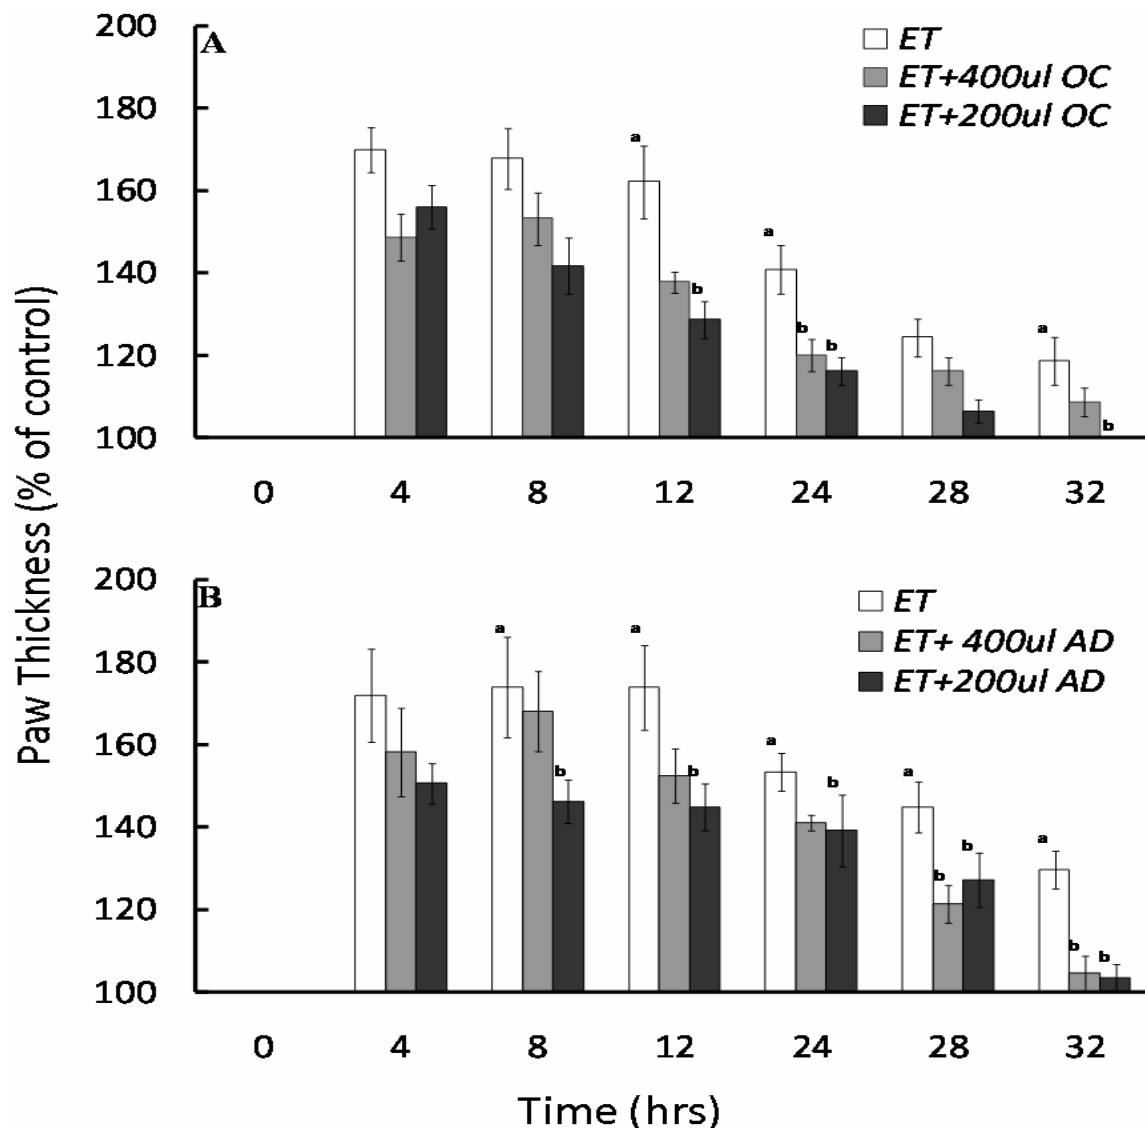 Paw Thickness (% of control)
A
200
180
160
140
120
100
ET
ET+400ul OC
ET+200ul OC
a
a
b
b
b
a
b
0 4 8 12 24 28 32
B
200
180
160
140
120
100
ET
ET+ 400ul AD
ET+200ul AD
a
a
b
b
a
b
a
b
b
a
b
b
0 4 8 12 24 28 32
Time (hrs)